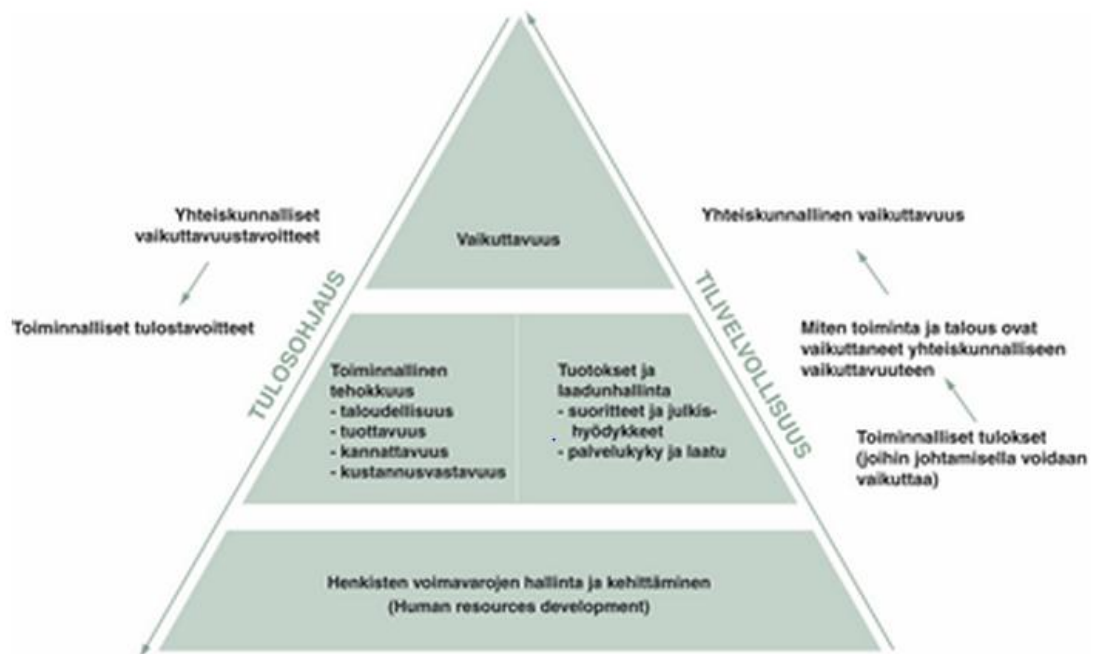 Yhteiskunnalliset
vaikuttavuustavoitteet
Toiminnalliset tulostavoitteet
TULOSOHJAUS
Vaikuttavuus
Toiminnallinen
tehokkuus
- taloudellisuus
- tuottavuus
- kannattavuus
- kustannusvastavuus
Tuotokset ja
laadunhallinta
- suoritteet ja julkis-
hyödykkeet
- palvelukyky ja laatu
Henkisten voimavarojen hallinta ja kehittäminen
(Human resources development)
TILIVELVOLLISUUS
Yhteiskunnallinen vaikuttavuus
Miten toiminta ja talous ovat
vaikuttaneet yhteiskunnalliseen
vaikuttavuuteen
Toiminnalliset tulokset
(joihin johtamisella voidaan
vaikuttaa)